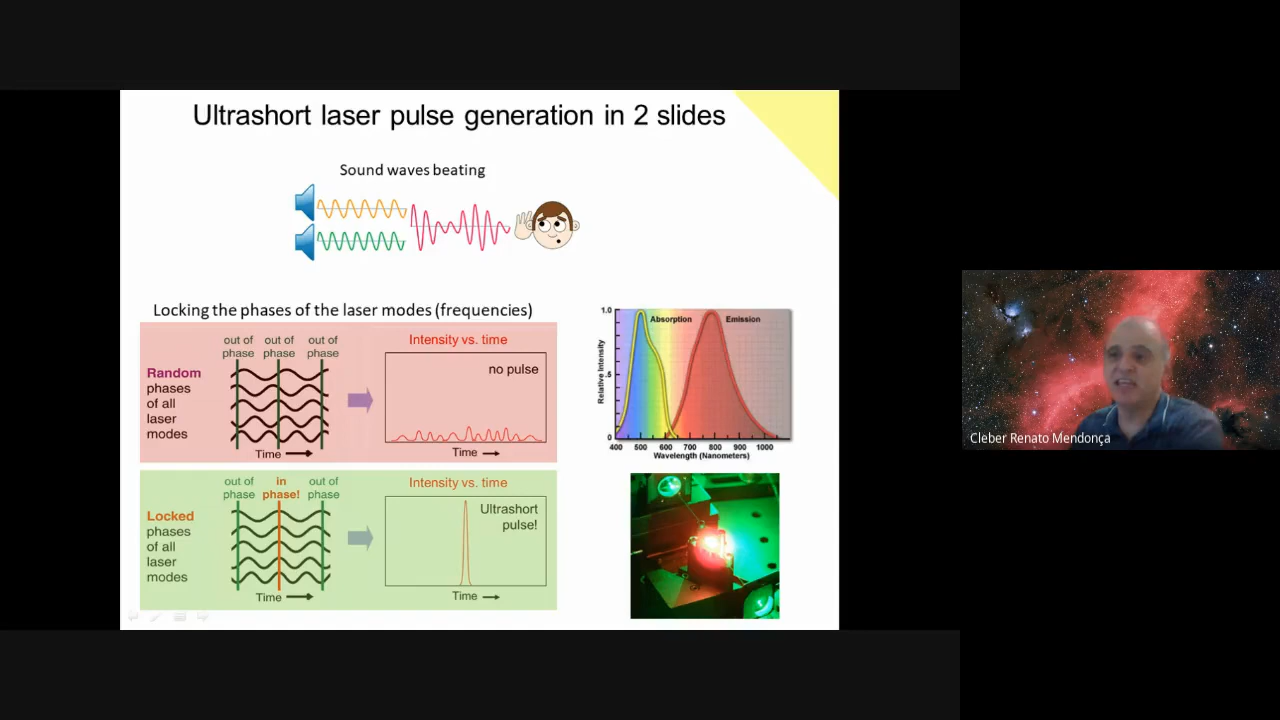 Ultrashort laser pulse generation in 2 slides
Sound waves beating
Locking the phases of the laser modes (frequencies)
out of out of out of
phase phase phase
Random
phases
of all
laser
modes
Time
Intensity vs. time
no pulse
Time
out of in out of
phase phase! phase
Locked
phases
of all
laser
modes
Time
Intensity vs. time
Ultrashort
pulse!
Time
1.0
.5
0
Relative Intensity
Absorption
Emission
400 500 600 700 800 900 1000
Wavelength (Nanometers)
Cleber Renato Mendonça